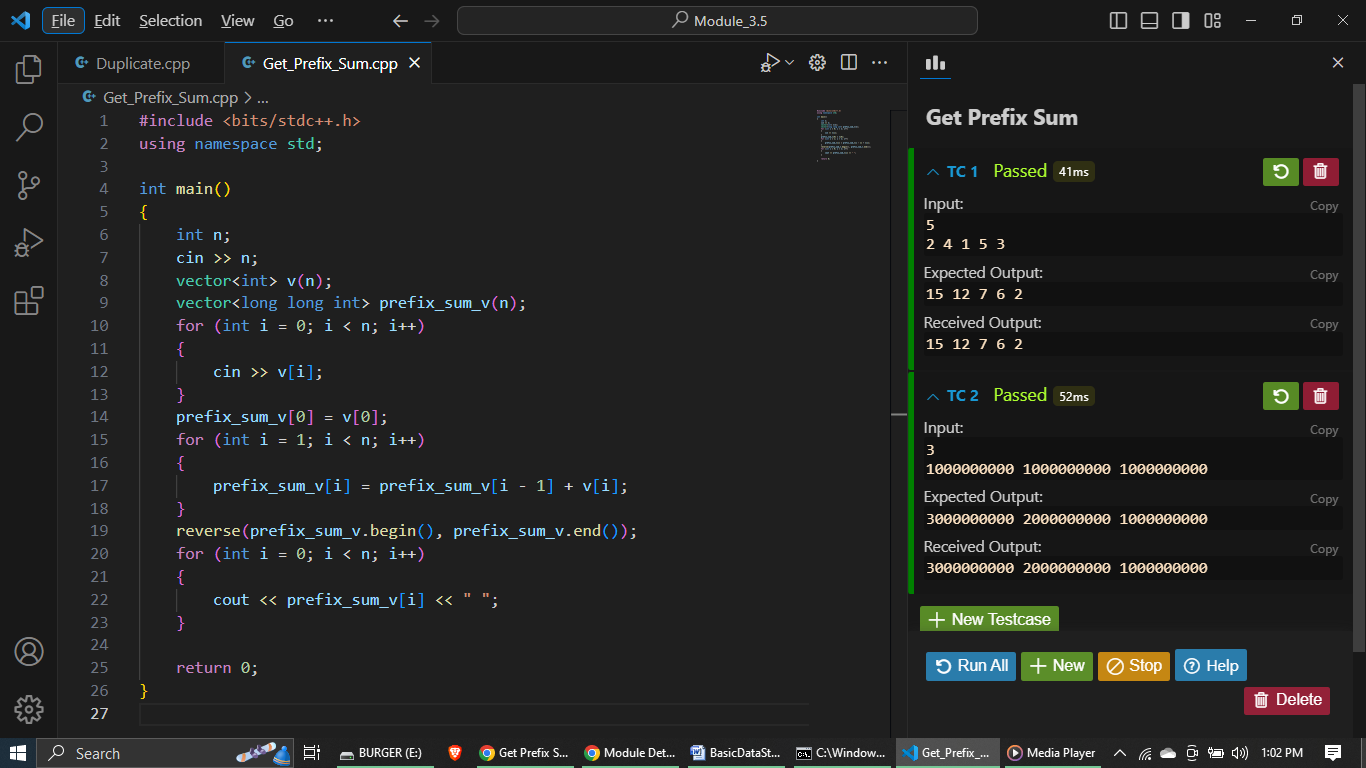 File Edit Selection View Go ··· Module_3.5
Duplicate.cpp Get_Prefix_Sum.cpp
Get_Prefix_Sum.cpp > ...
1 #include <bits/stdc++.h>
2 using namespace std;
3
4 int main()
5 {
6 int n;
7 cin >> n;
8 vector<int> v(n);
9 vector<long long int> prefix_sum_v(n);
10 for (int i = 0; i < n; i++)
11 {
12 cin >> v[i];
13 }
14 prefix_sum_v[0] = v[0];
15 for (int i = 1; i < n; i++)
16 {
17 prefix_sum_v[i] = prefix_sum_v[i - 1] + v[i];
18 }
19 reverse(prefix_sum_v.begin(), prefix_sum_v.end());
20 for (int i = 0; i < n; i++)
21 {
22 cout << prefix_sum_v[i] << " ";
23 }
24
25 return 0;
26 }
27
Get Prefix Sum
TC 1 Passed 41ms
Input: Copy
5
2 4 1 5 3
Expected Output: Copy
15 12 7 6 2
Received Output: Copy
15 12 7 6 2
TC 2 Passed 52ms
Input: Copy
3
1000000000 1000000000 1000000000
Expected Output: Copy
3000000000 2000000000 1000000000
Received Output: Copy
3000000000 2000000000 1000000000
New Testcase
Run All New Stop Help
Delete
Search BURGER (E:) Get Prefix S... Module Det... BasicDataSt... C:\Window... Get_Prefix_... Media Player 1:02 PM